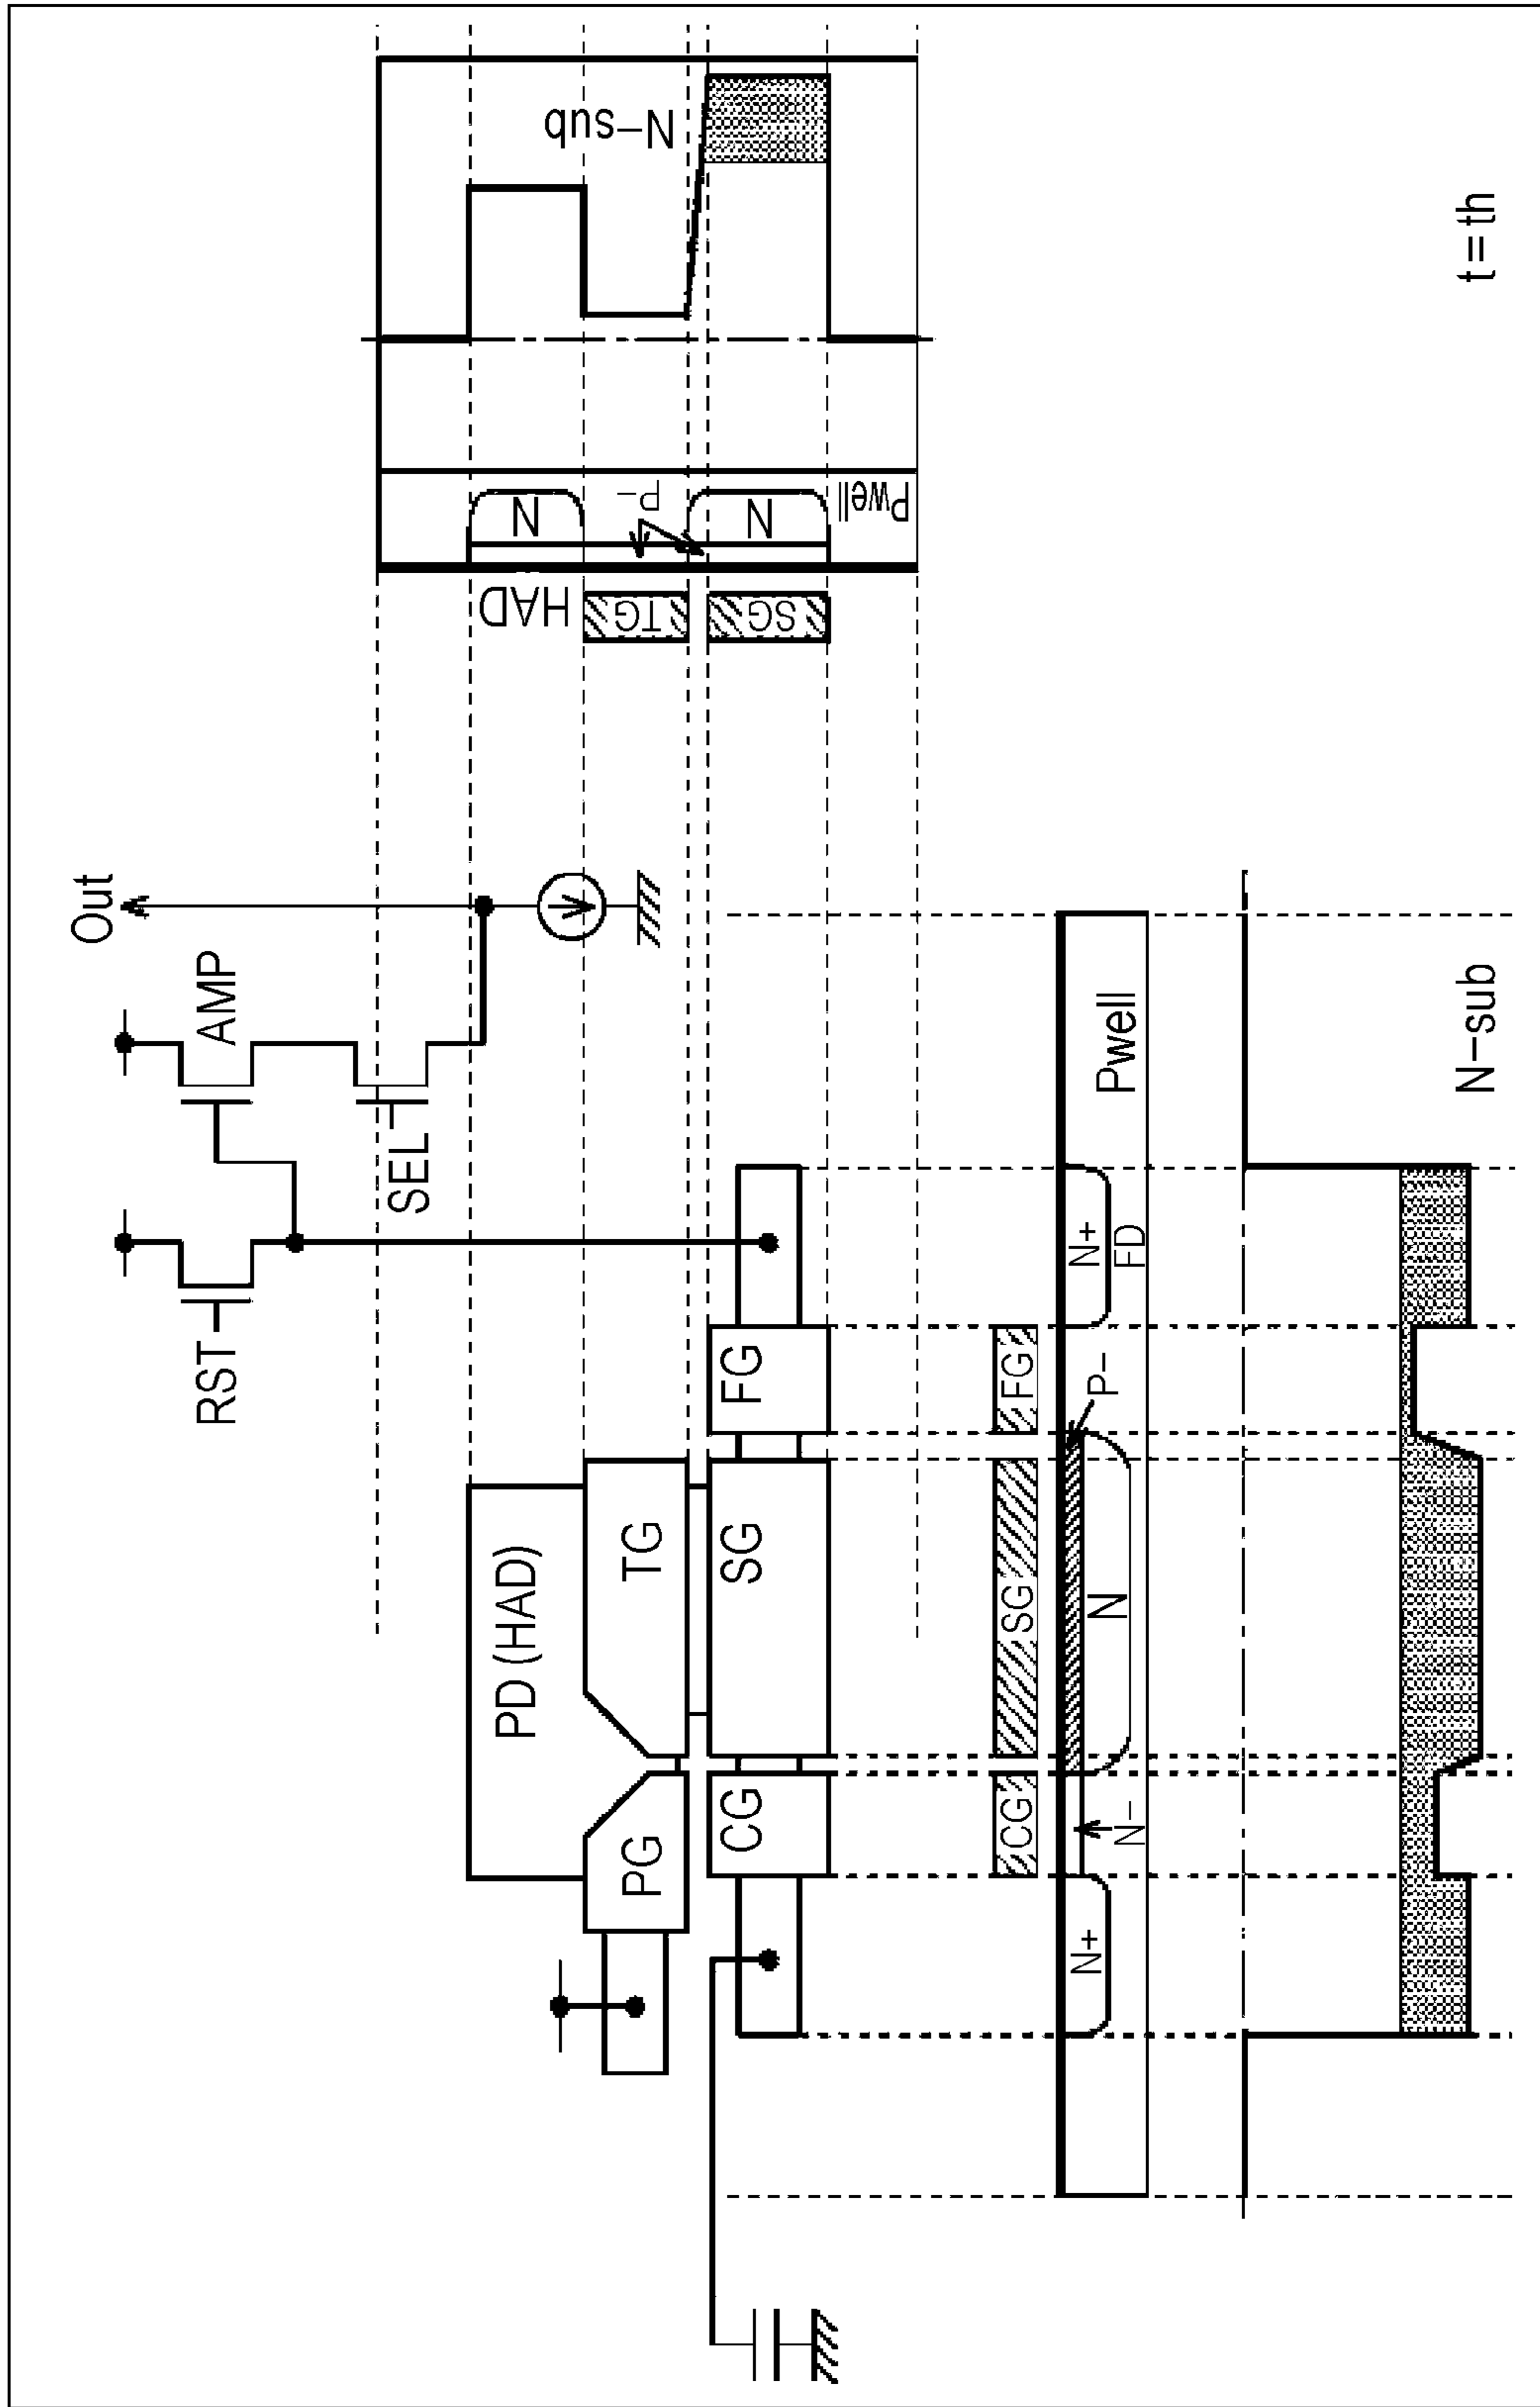 Out
RST
AMP
SEL
PD (HAD)
PG
TG
CG
SG
FG
HAD
TG
SG
N
P-
N
Pwell
N-sub
CG
SG
FG
N+
N-
N
P-
N+
FD
Pwell
N-sub
t=th